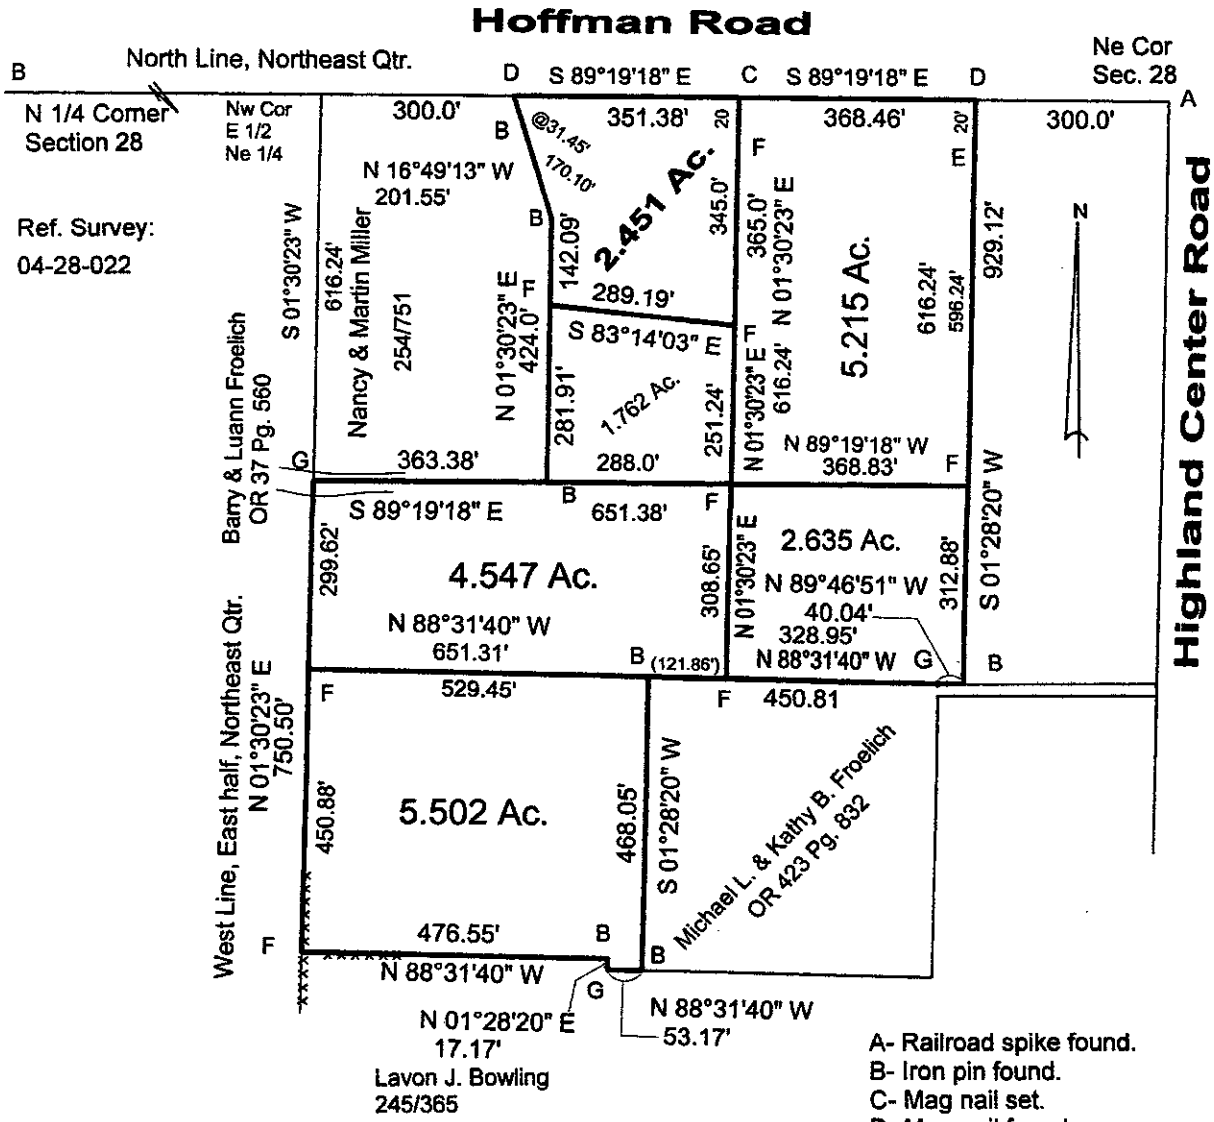 Hoffman Road
North Line, Northeast Qtr.
Ne Cor
Sec. 28
B
D
S 89°19'18" E
C
S 89°19'18" E
D
A
N 1/4 Corner
Section 28
Nw Cor
E 1/2
Ne 1/4
300.0'
351.38'
20'
368.46'
20'
300.0'
B
@31.45'
170.10'
F
E
N 16°49'13" W
201.55'
2.451 Ac.
345.0'
365.0'
N 01°30'23" E
Ref. Survey:
04-28-022
S 01°30'23" W
616.24'
Nancy & Martin Miller
254/751
B
142.09'
929.12'
N
Highland Center Road
289.19'
N 01°30'23" E
424.0'
F
S 83°14'03" E
F
5.215 Ac.
616.24'
596.24'
1.762 Ac.
281.91'
251.24'
N 01°30'23" E
616.24'
Barry & Luann Froelich
OR 37 Pg. 560
G
363.38'
288.0'
N 89°19'18" W
368.83'
F
S 89°19'18" E
B
651.38'
F
299.62'
4.547 Ac.
308.65'
N 01°30'23" E
2.635 Ac.
N 89°46'51" W
40.04'
312.88'
S 01°28'20" W
N 88°31'40" W
651.31'
328.95'
B
(121.86')
N 88°31'40" W
G
B
F
529.45'
F
450.81
West Line, East half, Northeast Qtr.
N 01°30'23" E
750.50'
450.88'
5.502 Ac.
468.05'
S 01°28'20" W
Michael L. & Kathy B. Froelich
OR 423 Pg. 832
F
476.55'
B
B
N 88°31'40" W
G
N 88°31'40" W
53.17'
N 01°28'20" E
17.17'
Lavon J. Bowling
245/365
A- Railroad spike found.
B- Iron pin found.
C- Mag nail set.
D- Mag nail found.